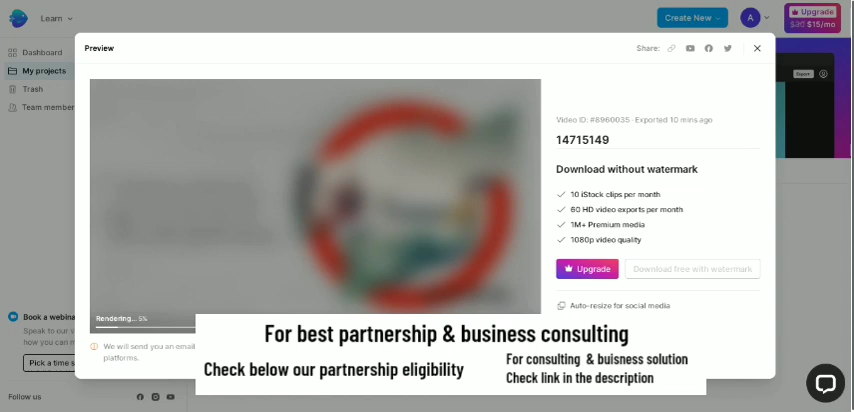 Learn
Create New
A
Upgrade
$30 $15/mo
Dashboard
My projects
Trash
Team member
Preview
Share:
Export
Video ID: #8960035 · Exported 10 mins ago
14715149
Download without watermark
10 iStock clips per month
60 HD video exports per month
1M+ Premium media
1080p video quality
Upgrade
Download free with watermark
Auto-resize for social media
Rendering... 5%
We will send you an email
platforms.
Book a webina
Speak to our v
how you can r
Pick a time s
Follow us
For best partnership & business consulting
Check below our partnership eligibility
For consulting & buisness solution
Check link in the description